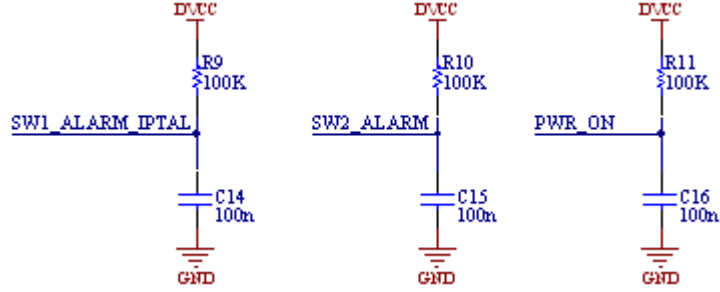 DVCC DVCC DVCC
R9 R10 R11
100K 100K 100K
SW1_ALARM_IPTAL SW2_ALARM PWR_ON
C14 C15 C16
100n 100n 100n
GND GND GND